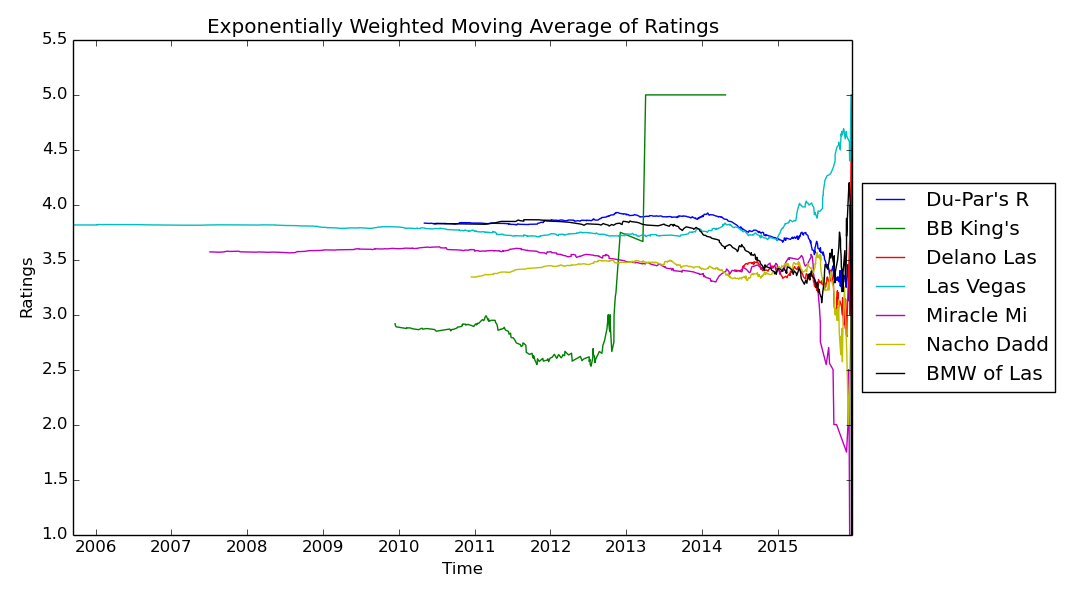 Exponentially Weighted Moving Average of Ratings
5.5
5.0
4.5
4.0
3.5
3.0
2.5
2.0
1.5
1.0
Ratings
2006 2007 2008 2009 2010 2011 2012 2013 2014 2015
Time
Du-Par's R
BB King's
Delano Las
Las Vegas
Miracle Mi
Nacho Dadd
BMW of Las